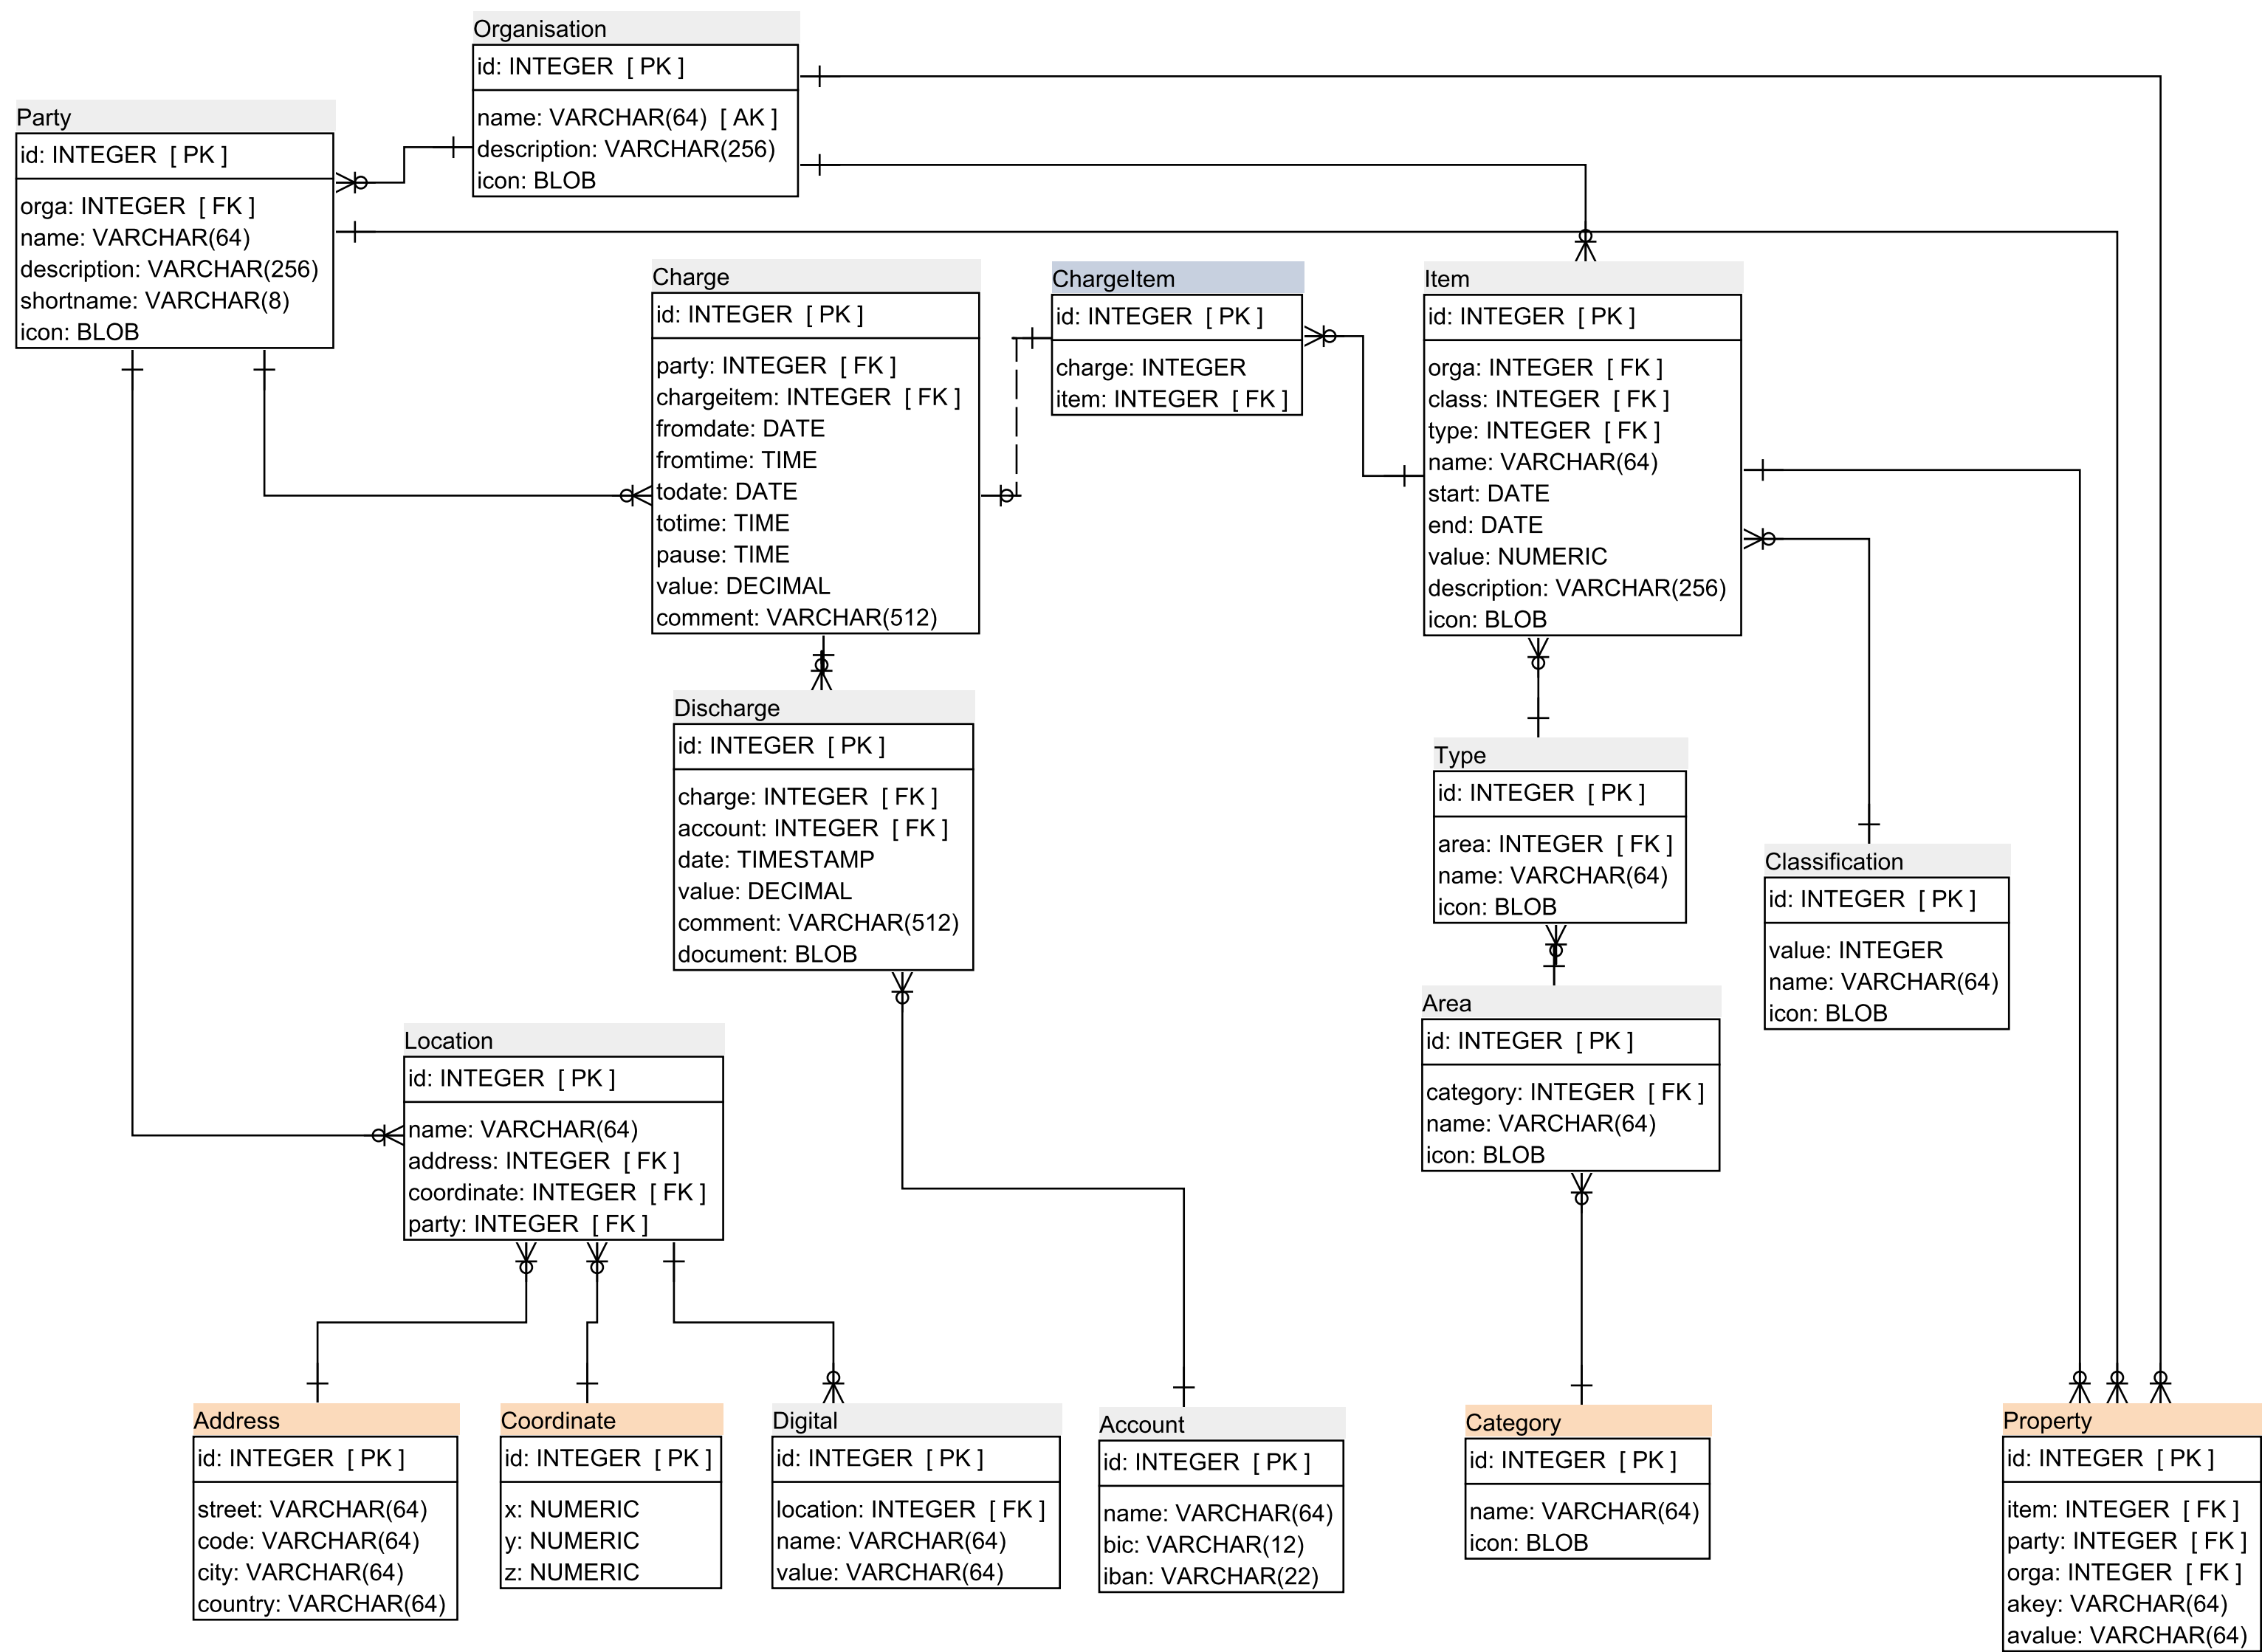 Organisation
id: INTEGER [ PK ]
name: VARCHAR(64) [ AK ]
description: VARCHAR(256)
icon: BLOB
Party
id: INTEGER [ PK ]
orga: INTEGER [ FK ]
name: VARCHAR(64)
description: VARCHAR(256)
shortname: VARCHAR(8)
icon: BLOB
Charge
id: INTEGER [ PK ]
party: INTEGER [ FK ]
chargeitem: INTEGER [ FK ]
fromdate: DATE
fromtime: TIME
todate: DATE
totime: TIME
pause: TIME
value: DECIMAL
comment: VARCHAR(512)
ChargeItem
id: INTEGER [ PK ]
charge: INTEGER
item: INTEGER [ FK ]
Item
id: INTEGER [ PK ]
orga: INTEGER [ FK ]
class: INTEGER [ FK ]
type: INTEGER [ FK ]
name: VARCHAR(64)
start: DATE
end: DATE
value: NUMERIC
description: VARCHAR(256)
icon: BLOB
Discharge
id: INTEGER [ PK ]
charge: INTEGER [ FK ]
account: INTEGER [ FK ]
date: TIMESTAMP
value: DECIMAL
comment: VARCHAR(512)
document: BLOB
Type
id: INTEGER [ PK ]
area: INTEGER [ FK ]
name: VARCHAR(64)
icon: BLOB
Classification
id: INTEGER [ PK ]
value: INTEGER
name: VARCHAR(64)
icon: BLOB
Area
id: INTEGER [ PK ]
category: INTEGER [ FK ]
name: VARCHAR(64)
icon: BLOB
Location
id: INTEGER [ PK ]
name: VARCHAR(64)
address: INTEGER [ FK ]
coordinate: INTEGER [ FK ]
party: INTEGER [ FK ]
Address
id: INTEGER [ PK ]
street: VARCHAR(64)
code: VARCHAR(64)
city: VARCHAR(64)
country: VARCHAR(64)
Coordinate
id: INTEGER [ PK ]
x: NUMERIC
y: NUMERIC
z: NUMERIC
Digital
id: INTEGER [ PK ]
location: INTEGER [ FK ]
name: VARCHAR(64)
value: VARCHAR(64)
Account
id: INTEGER [ PK ]
name: VARCHAR(64)
bic: VARCHAR(12)
iban: VARCHAR(22)
Category
id: INTEGER [ PK ]
name: VARCHAR(64)
icon: BLOB
Property
id: INTEGER [ PK ]
item: INTEGER [ FK ]
party: INTEGER [ FK ]
orga: INTEGER [ FK ]
akey: VARCHAR(64)
avalue: VARCHAR(64)